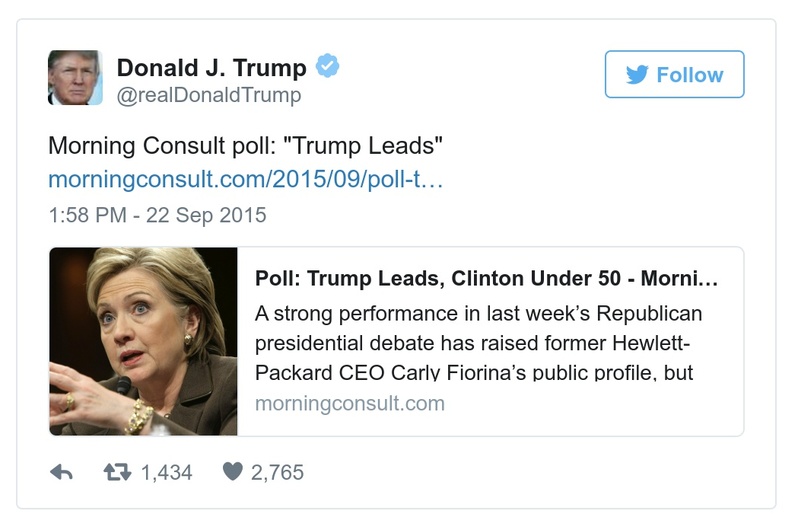 Donald J. Trump
@realDonaldTrump
Follow
Morning Consult poll: "Trump Leads"
morningconsult.com/2015/09/poll-t…
1:58 PM - 22 Sep 2015
Poll: Trump Leads, Clinton Under 50 - Morni…
A strong performance in last week’s Republican
presidential debate has raised former Hewlett-
Packard CEO Carly Fiorina’s public profile, but
morningconsult.com
1,434 2,765